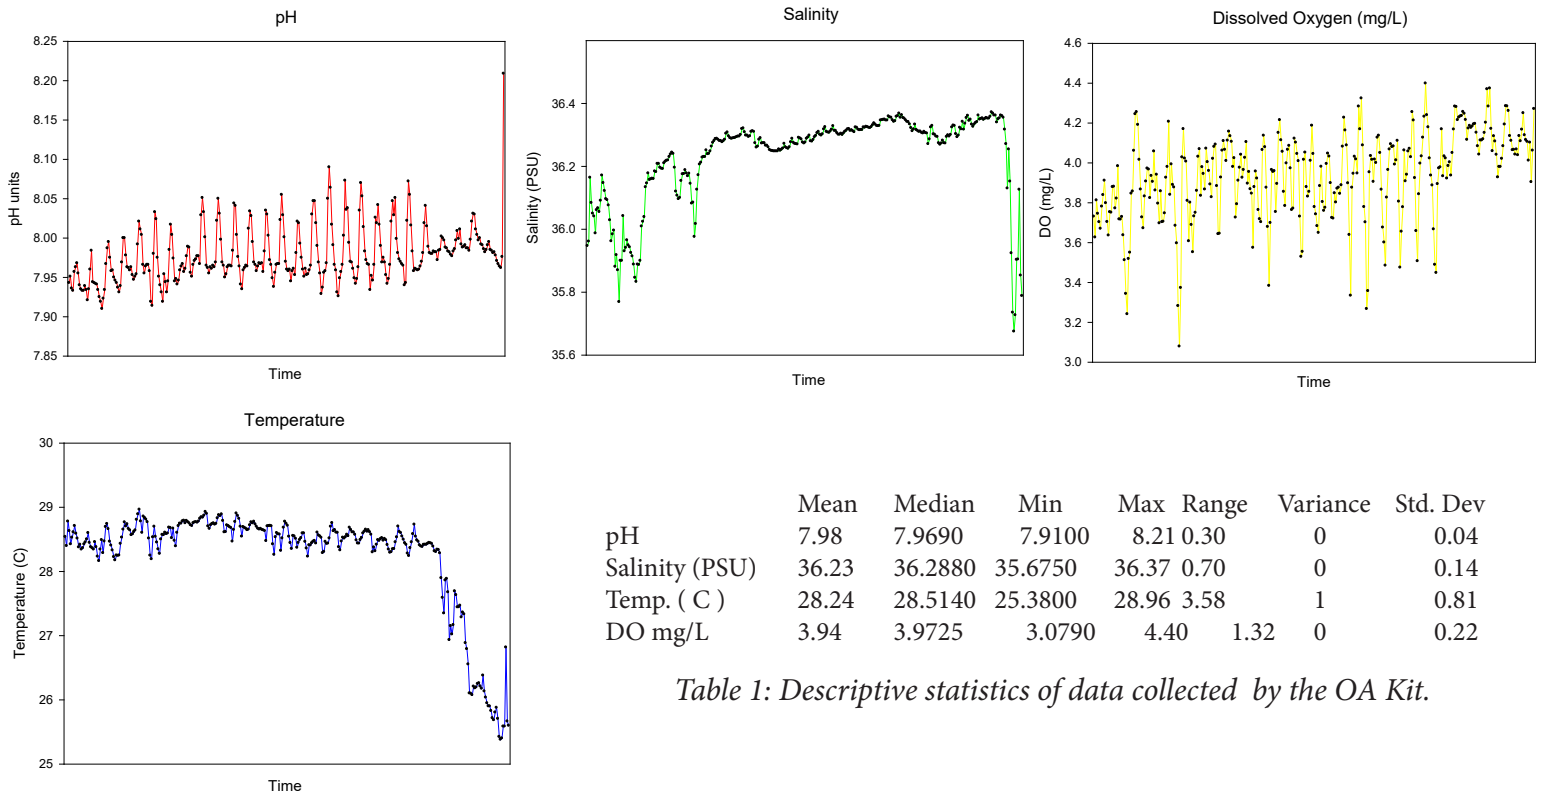 pH
8.25
8.20
8.15
8.10
8.05
8.00
7.95
7.90
7.85
pH units
Time
Salinity
36.4
36.2
36.0
35.8
35.6
Salinity (PSU)
Time
Dissolved Oxygen (mg/L)
4.6
4.4
4.2
4.0
3.8
3.6
3.4
3.2
3.0
DO (mg/L)
Time
Temperature
30
29
28
27
26
25
Temperature (C)
Time
Mean Median Min Max Range Variance Std. Dev
pH 7.98 7.9690 7.9100 8.21 0.30 0 0.04
Salinity (PSU) 36.23 36.2880 35.6750 36.37 0.70 0 0.14
Temp. ( C ) 28.24 28.5140 25.3800 28.96 3.58 1 0.81
DO mg/L 3.94 3.9725 3.0790 4.40 1.32 0 0.22
Table 1: Descriptive statistics of data collected by the OA Kit.